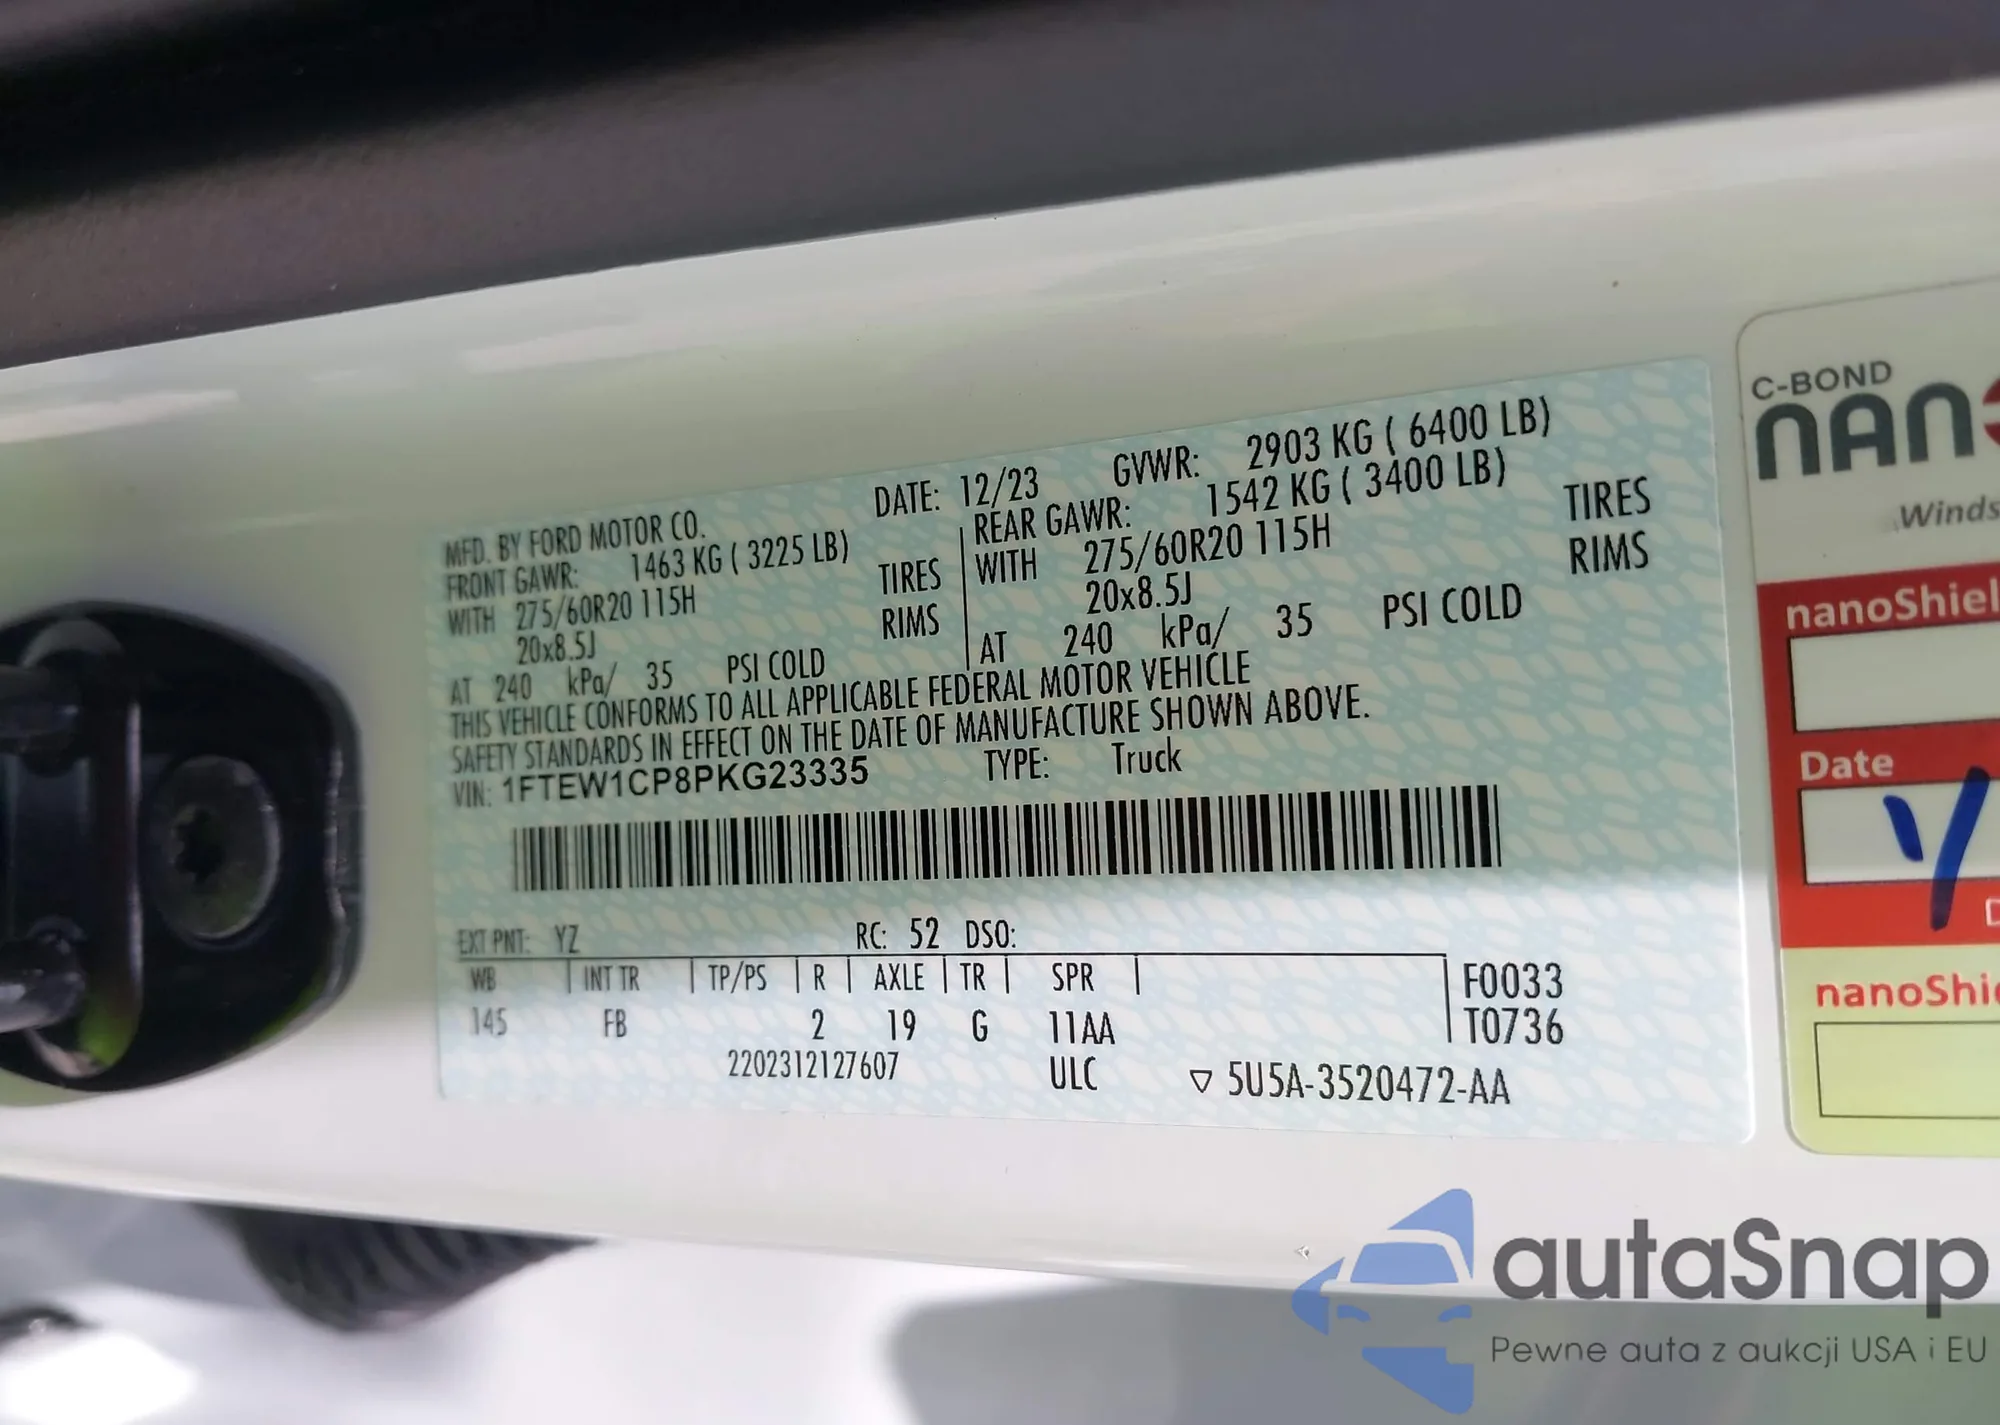 MFD. BY FORD MOTOR CO.
DATE: 12/23
GVWR: 2903 KG ( 6400 LB)
FRONT GAWR: 1463 KG ( 3225 LB)
WITH 275/60R20 115H TIRES
20x8.5J RIMS
AT 240 kPa/ 35 PSI COLD
REAR GAWR: 1542 KG ( 3400 LB)
WITH 275/60R20 115H TIRES
20x8.5J RIMS
AT 240 kPa/ 35 PSI COLD
THIS VEHICLE CONFORMS TO ALL APPLICABLE FEDERAL MOTOR VEHICLE
SAFETY STANDARDS IN EFFECT ON THE DATE OF MANUFACTURE SHOWN ABOVE.
VIN: 1FTEW1CP8PKG23335 TYPE: Truck
EXT PNT: YZ RC: 52 DSO:
WB INT TR TP/PS R AXLE TR SPR F0033
145 FB 2 19 G 11AA T0736
2202312127607 ULC ▽ 5U5A-3520472-AA
C-BOND
nan
Winds
nanoShiel
Date
nanoShi
autaSnap
Pewne auta z aukcji USA i EU